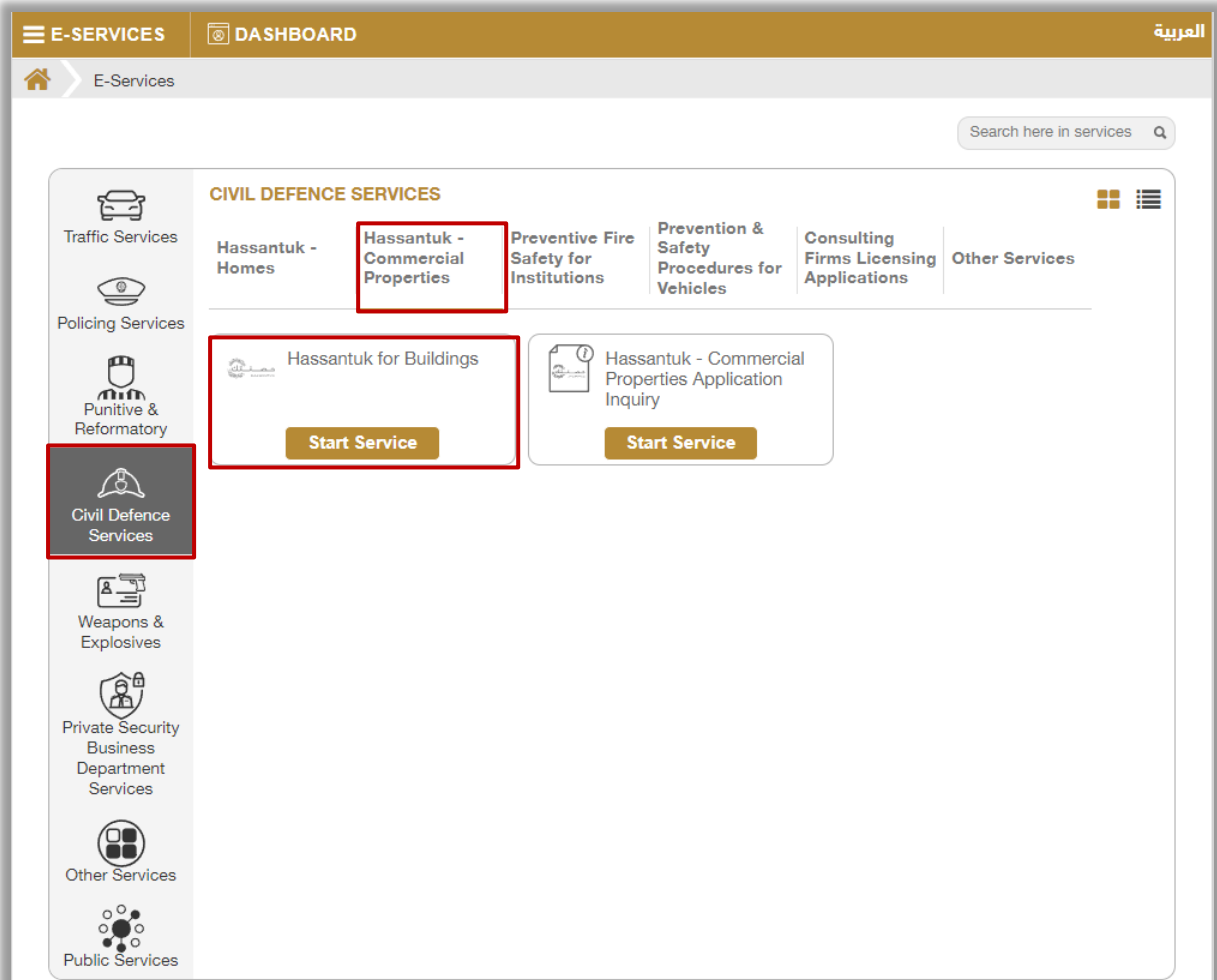 E-SERVICES
DASHBOARD
العربية
E-Services
Search here in services
Traffic Services
Policing Services
Punitive &
Reformatory
Civil Defence
Services
Weapons &
Explosives
Private Security
Business
Department
Services
Other Services
Public Services
CIVIL DEFENCE SERVICES
Hassantuk -
Homes
Hassantuk -
Commercial
Properties
Preventive Fire
Safety for
Institutions
Prevention &
Safety
Procedures for
Vehicles
Consulting
Firms Licensing
Applications
Other Services
Hassantuk for Buildings
Start Service
Hassantuk - Commercial
Properties Application
Inquiry
Start Service